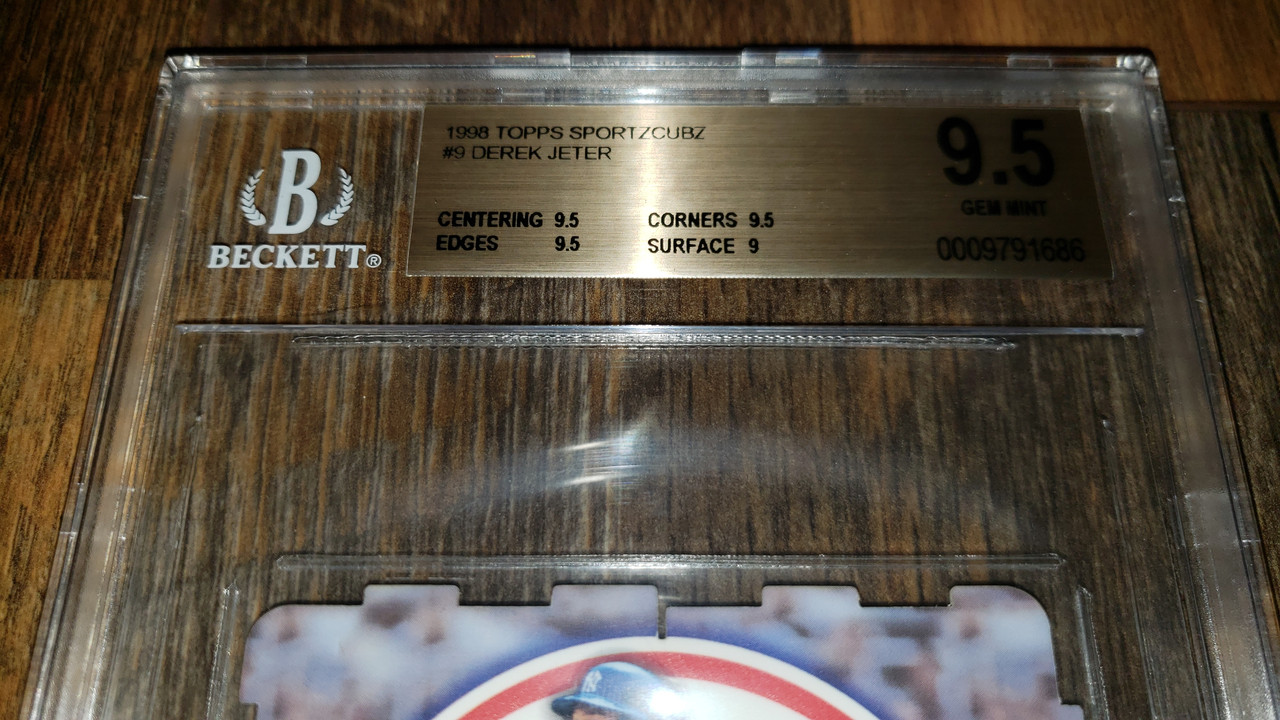 B
BECKETT®
1998 TOPPS SPORTZCUBZ
#9 DEREK JETER
CENTERING 9.5 CORNERS 9.5
EDGES 9.5 SURFACE 9
9.5
GEM MINT
0009791686